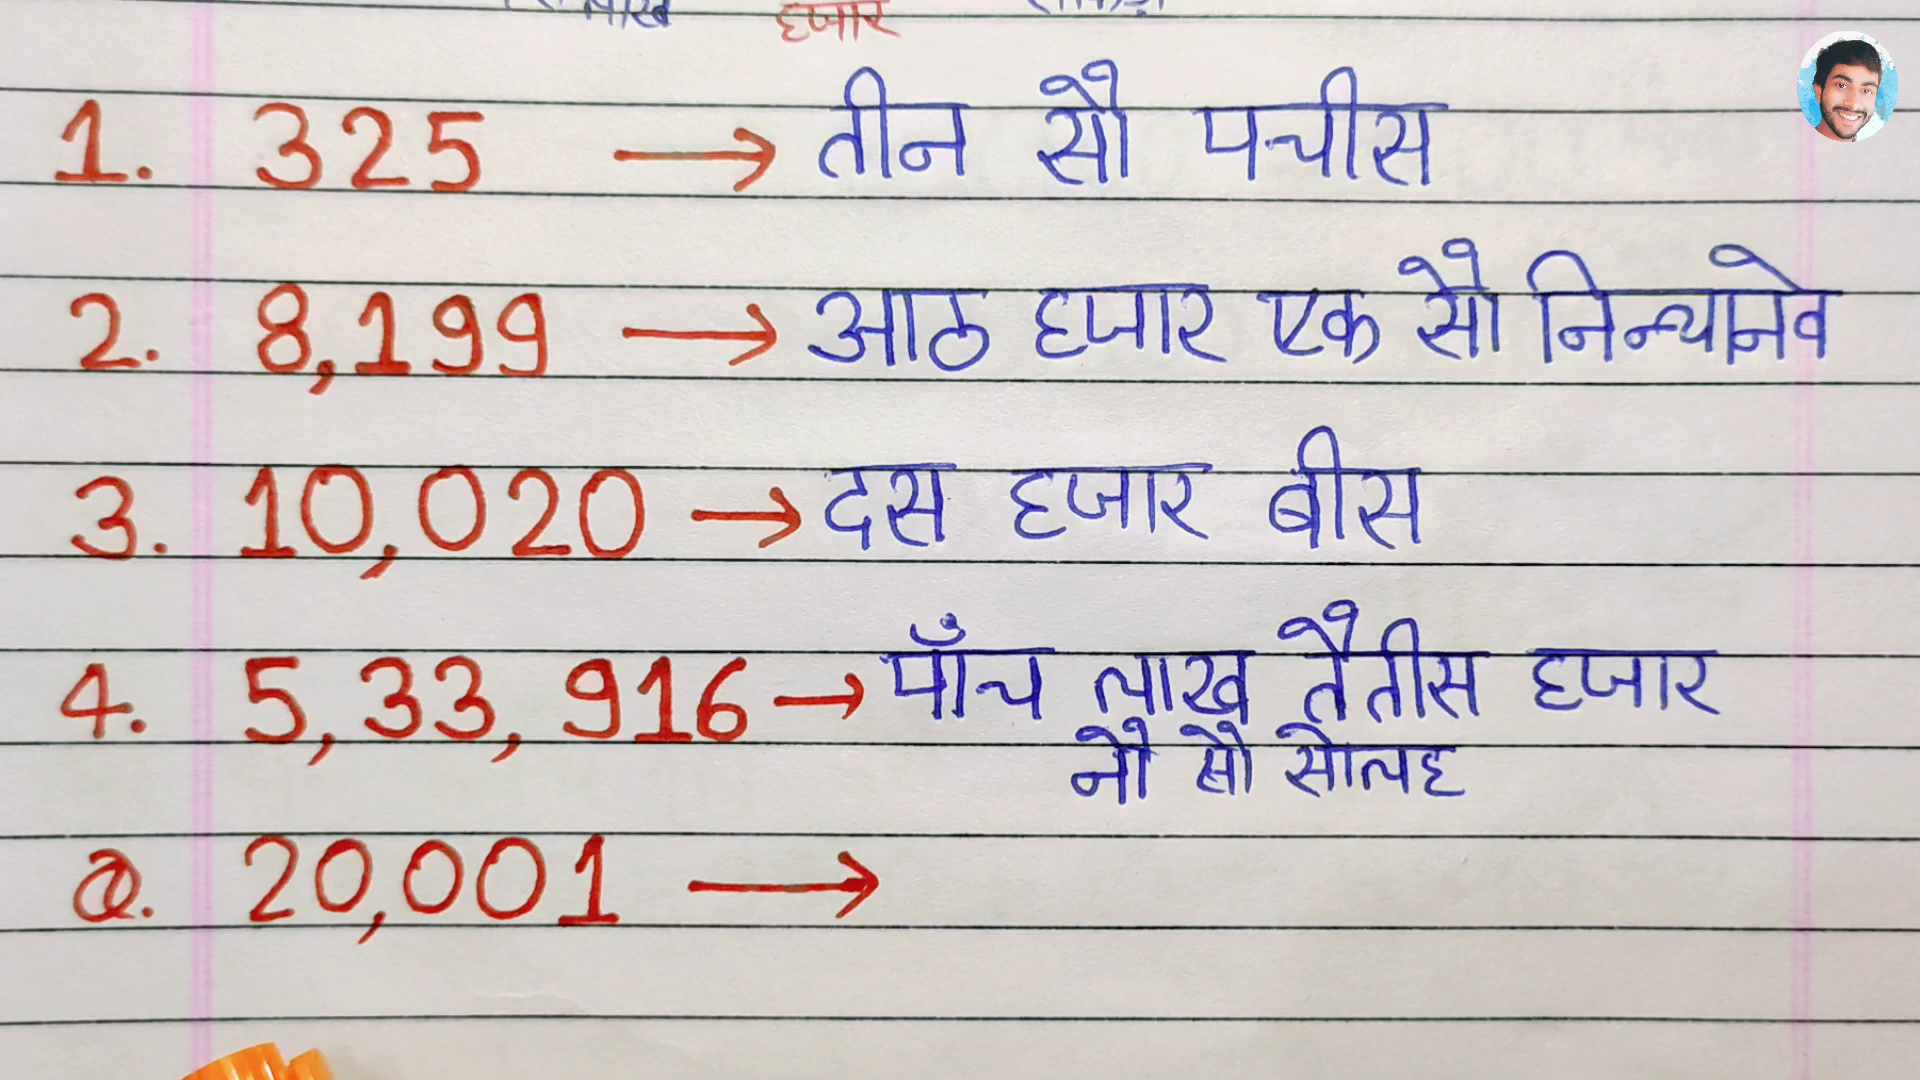 लाख हजार
1. 325 → तीन सौ पचीस
2. 8,199 → आठ हजार एक सौ निन्यानेव
3. 10,020 → दस हजार बीस
4. 5,33,916 → पाँच लाख तैतीस हजार
नौ सौ सोलह
Q. 20,001 →